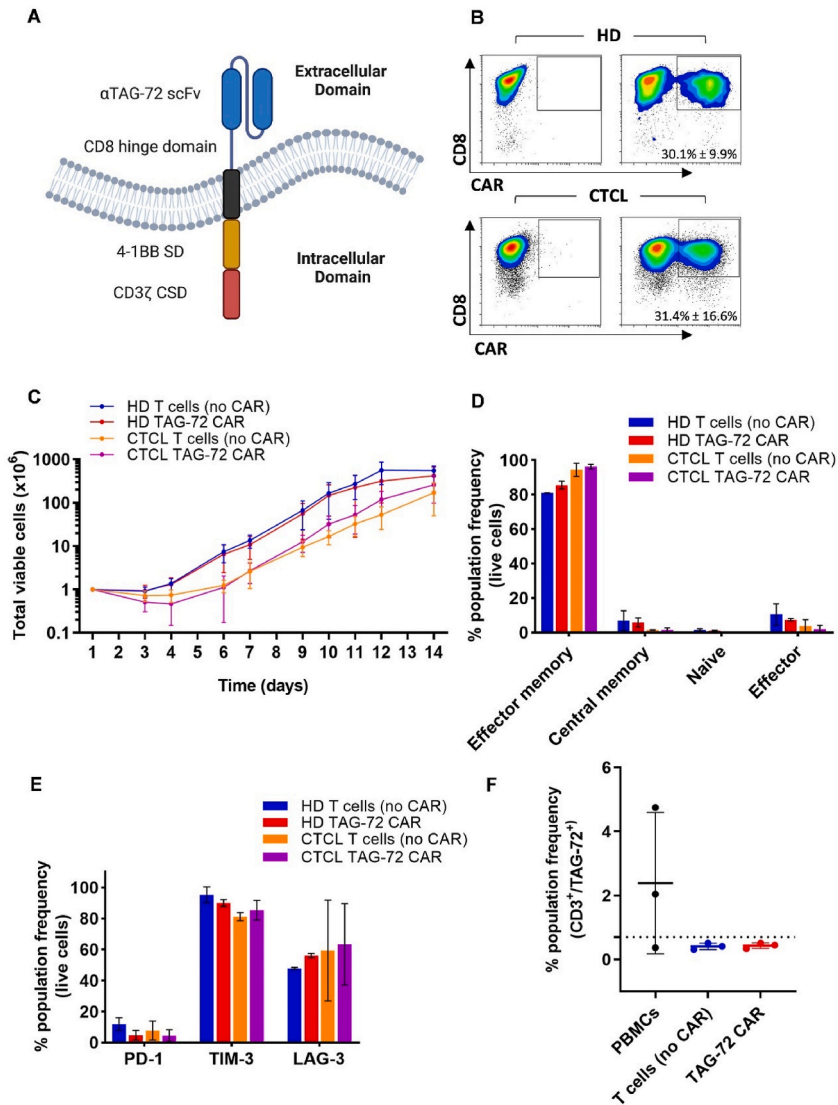 A
αTAG-72 scFv
Extracellular
Domain
CD8 hinge domain
4-1BB SD
Intracellular
Domain
CD3ζ CSD
B
HD
CD8
30.1% ± 9.9%
CAR
CTCL
CD8
31.4% ± 16.6%
CAR
C
HD T cells (no CAR)
HD TAG-72 CAR
CTCL T cells (no CAR)
CTCL TAG-72 CAR
Total viable cells (x10⁶)
1000
100
10
1
0.1
1 2 3 4 5 6 7 8 9 10 11 12 13 14
Time (days)
D
HD T cells (no CAR)
HD TAG-72 CAR
CTCL T cells (no CAR)
CTCL TAG-72 CAR
% population frequency
(live cells)
100
80
60
40
20
0
Effector memory
Central memory
Naïve
Effector
E
HD T cells (no CAR)
HD TAG-72 CAR
CTCL T cells (no CAR)
CTCL TAG-72 CAR
% population frequency
(live cells)
100
80
60
40
20
0
PD-1 TIM-3 LAG-3
F
% population frequency
(CD3⁺/TAG-72⁺)
6
4
2
0
PBMCs
T cells (no CAR)
TAG-72 CAR